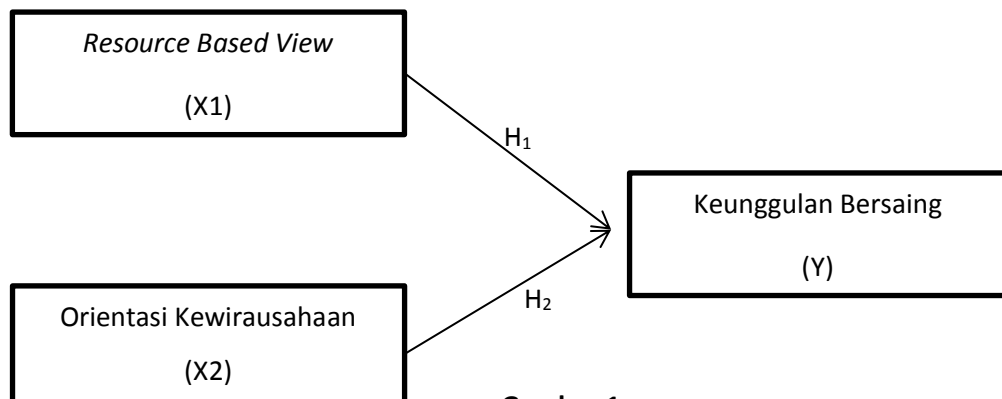 Resource Based View
(X1)
H₁
Keunggulan Bersaing
(Y)
H₂
Orientasi Kewirausahaan
(X2)